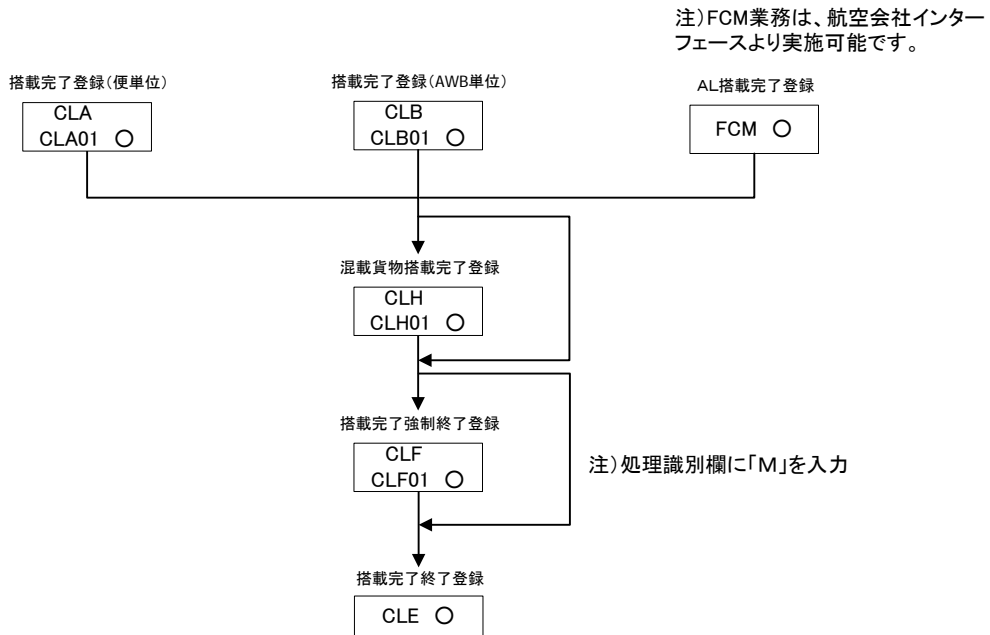 注）FCM業務は、航空会社インター
フェースより実施可能です。
搭載完了登録（便単位）
CLA
CLA01 ○
搭載完了登録（AWB単位）
CLB
CLB01 ○
AL搭載完了登録
FCM ○
混載貨物搭載完了登録
CLH
CLH01 ○
搭載完了強制終了登録
CLF
CLF01 ○
注）処理識別欄に「M」を入力
搭載完了終了登録
CLE ○